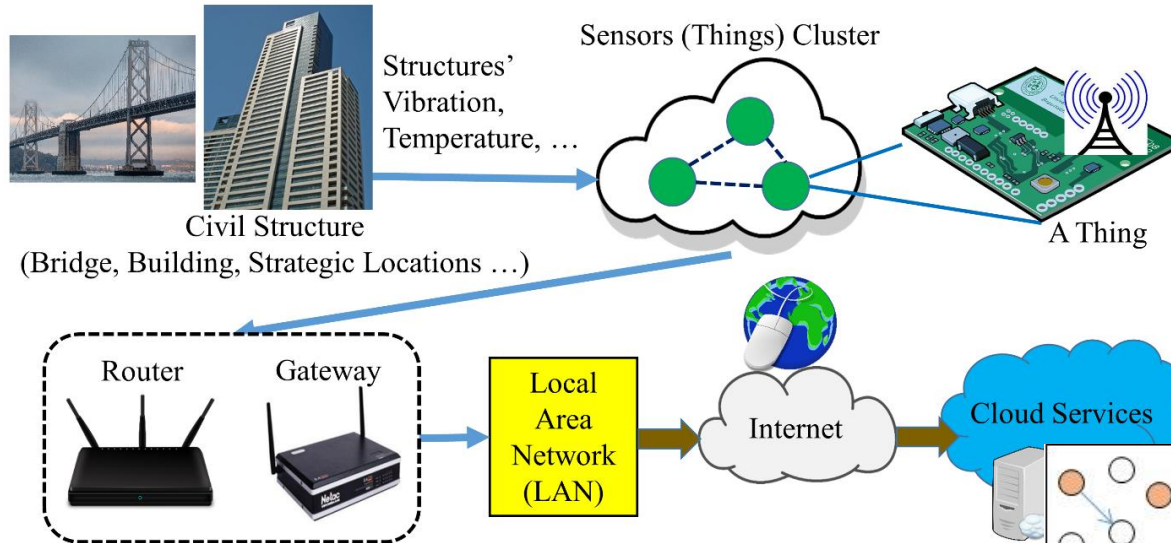 Sensors (Things) Cluster
Structures’
Vibration,
Temperature, …
Civil Structure
(Bridge, Building, Strategic Locations …)
A Thing
Router
Gateway
Netac
Local
Area
Network
(LAN)
Internet
Cloud Services